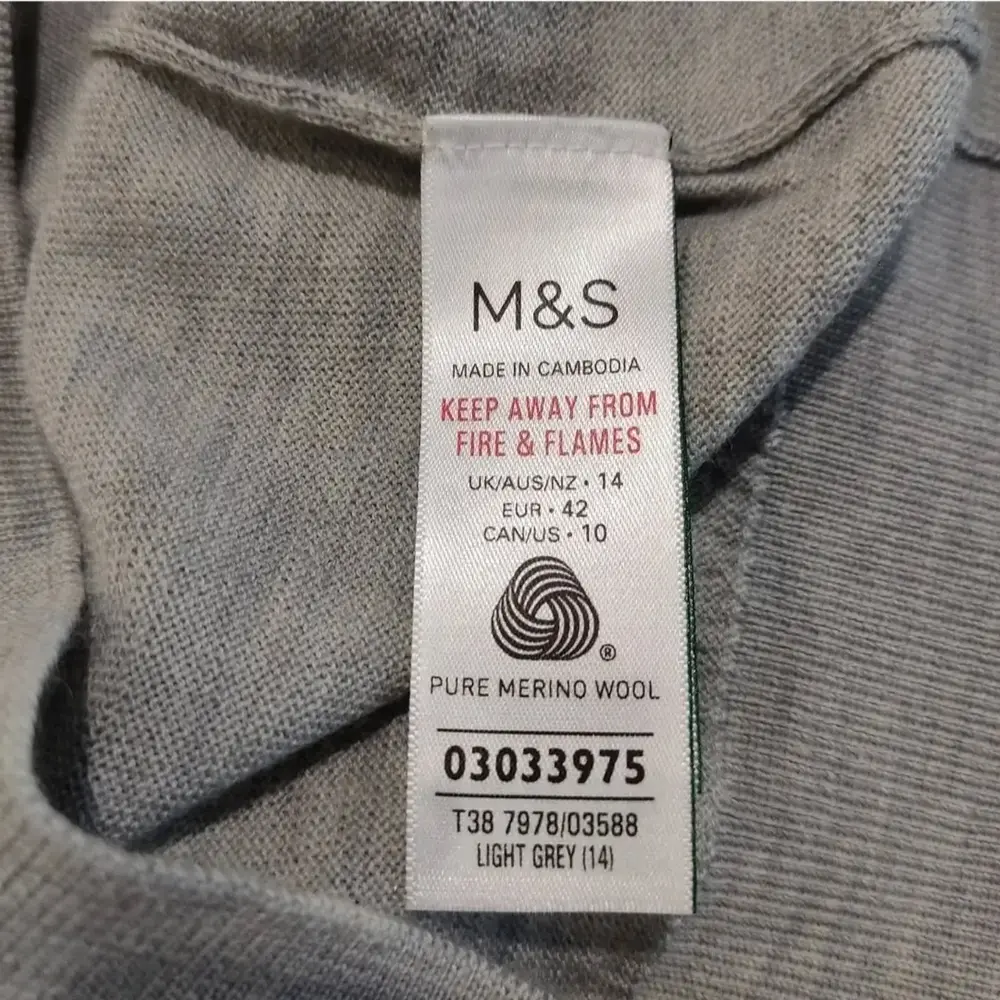 M&S
MADE IN CAMBODIA
KEEP AWAY FROM
FIRE & FLAMES
UK/AUS/NZ • 14
EUR • 42
CAN/US • 10
®
PURE MERINO WOOL
03033975
T38 7978/03588
LIGHT GREY (14)